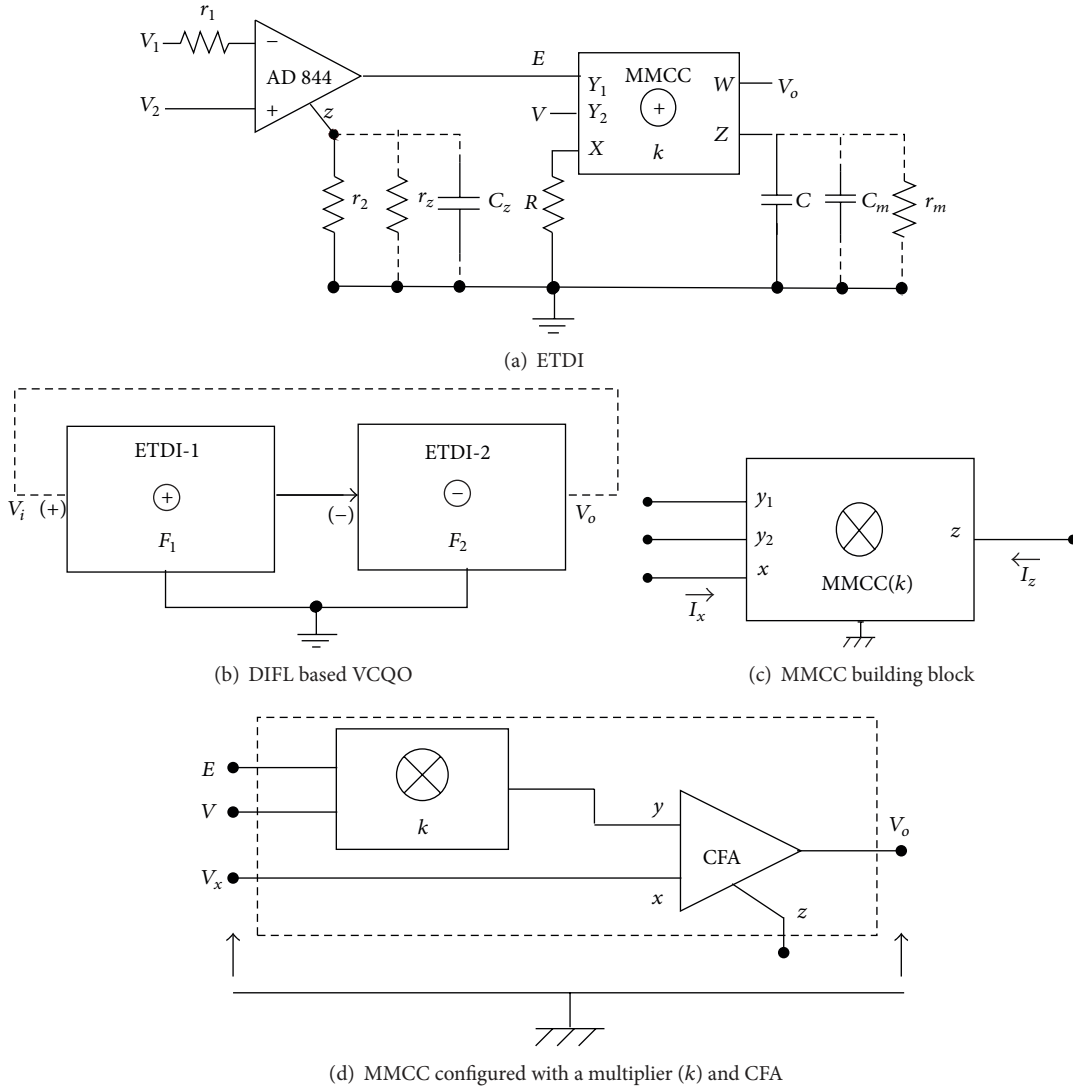 r1
V1
−
AD 844
V2
+
z
E
MMCC
Y1
W
Vo
+
V
Y2
X
k
Z
r2
rz
Cz
R
C
Cm
rm
(a) ETDI
ETDI-1
+
F1
Vi (+)
ETDI-2
−
(−)
F2
Vo
(b) DIFL based VCQO
y1
y2
x
z
MMCC(k)
Ix
Iz
(c) MMCC building block
E
V
k
Vx
y
CFA
x
z
Vo
(d) MMCC configured with a multiplier (k) and CFA